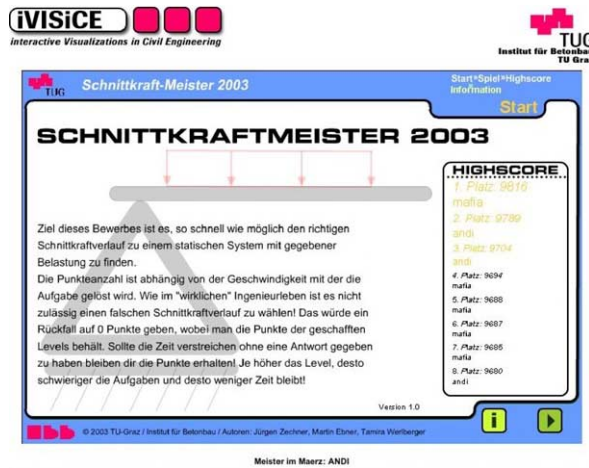 iVISiCE
interactive Visualizations in Civil Engineering
TUG
Institut für Betonbau
TU Graz
TUG
Schnittkraft-Meister 2003
Start*Spiel*Highscore
Information
Start
SCHNITTKRAFTMEISTER 2003
Ziel dieses Bewerbes ist es, so schnell wie möglich den richtigen
Schnittkraftverlauf zu einem statischen System mit gegebener
Belastung zu finden.
Die Punkteanzahl ist abhängig von der Geschwindigkeit mit der die
Aufgabe gelöst wird. Wie im "wirklichen" Ingenieurleben ist es nicht
zulässig einen falschen Schnittkraftverlauf zu wählen! Das würde ein
Rückfall auf 0 Punkte geben, wobei man die Punkte der geschafften
Levels behält. Sollte die Zeit verstreichen ohne eine Antwort gegeben
zu haben bleiben dir die Punkte erhalten! Je höher das Level, desto
schwieriger die Aufgaben und desto weniger Zeit bleibt!
HIGHSCORE
1. Platz: 9816
mafia
2. Platz: 9789
andi
3. Platz: 9704
andi
4. Platz: 9694
mafia
5. Platz: 9688
mafia
6. Platz: 9687
mafia
7. Platz: 9685
mafia
8. Platz: 9680
andi
Version 1.0
i
© 2003 TU-Graz / Institut für Betonbau / Autoren: Jürgen Zechner, Martin Ebner, Tamira Werlberger
Meister im Maerz: ANDI